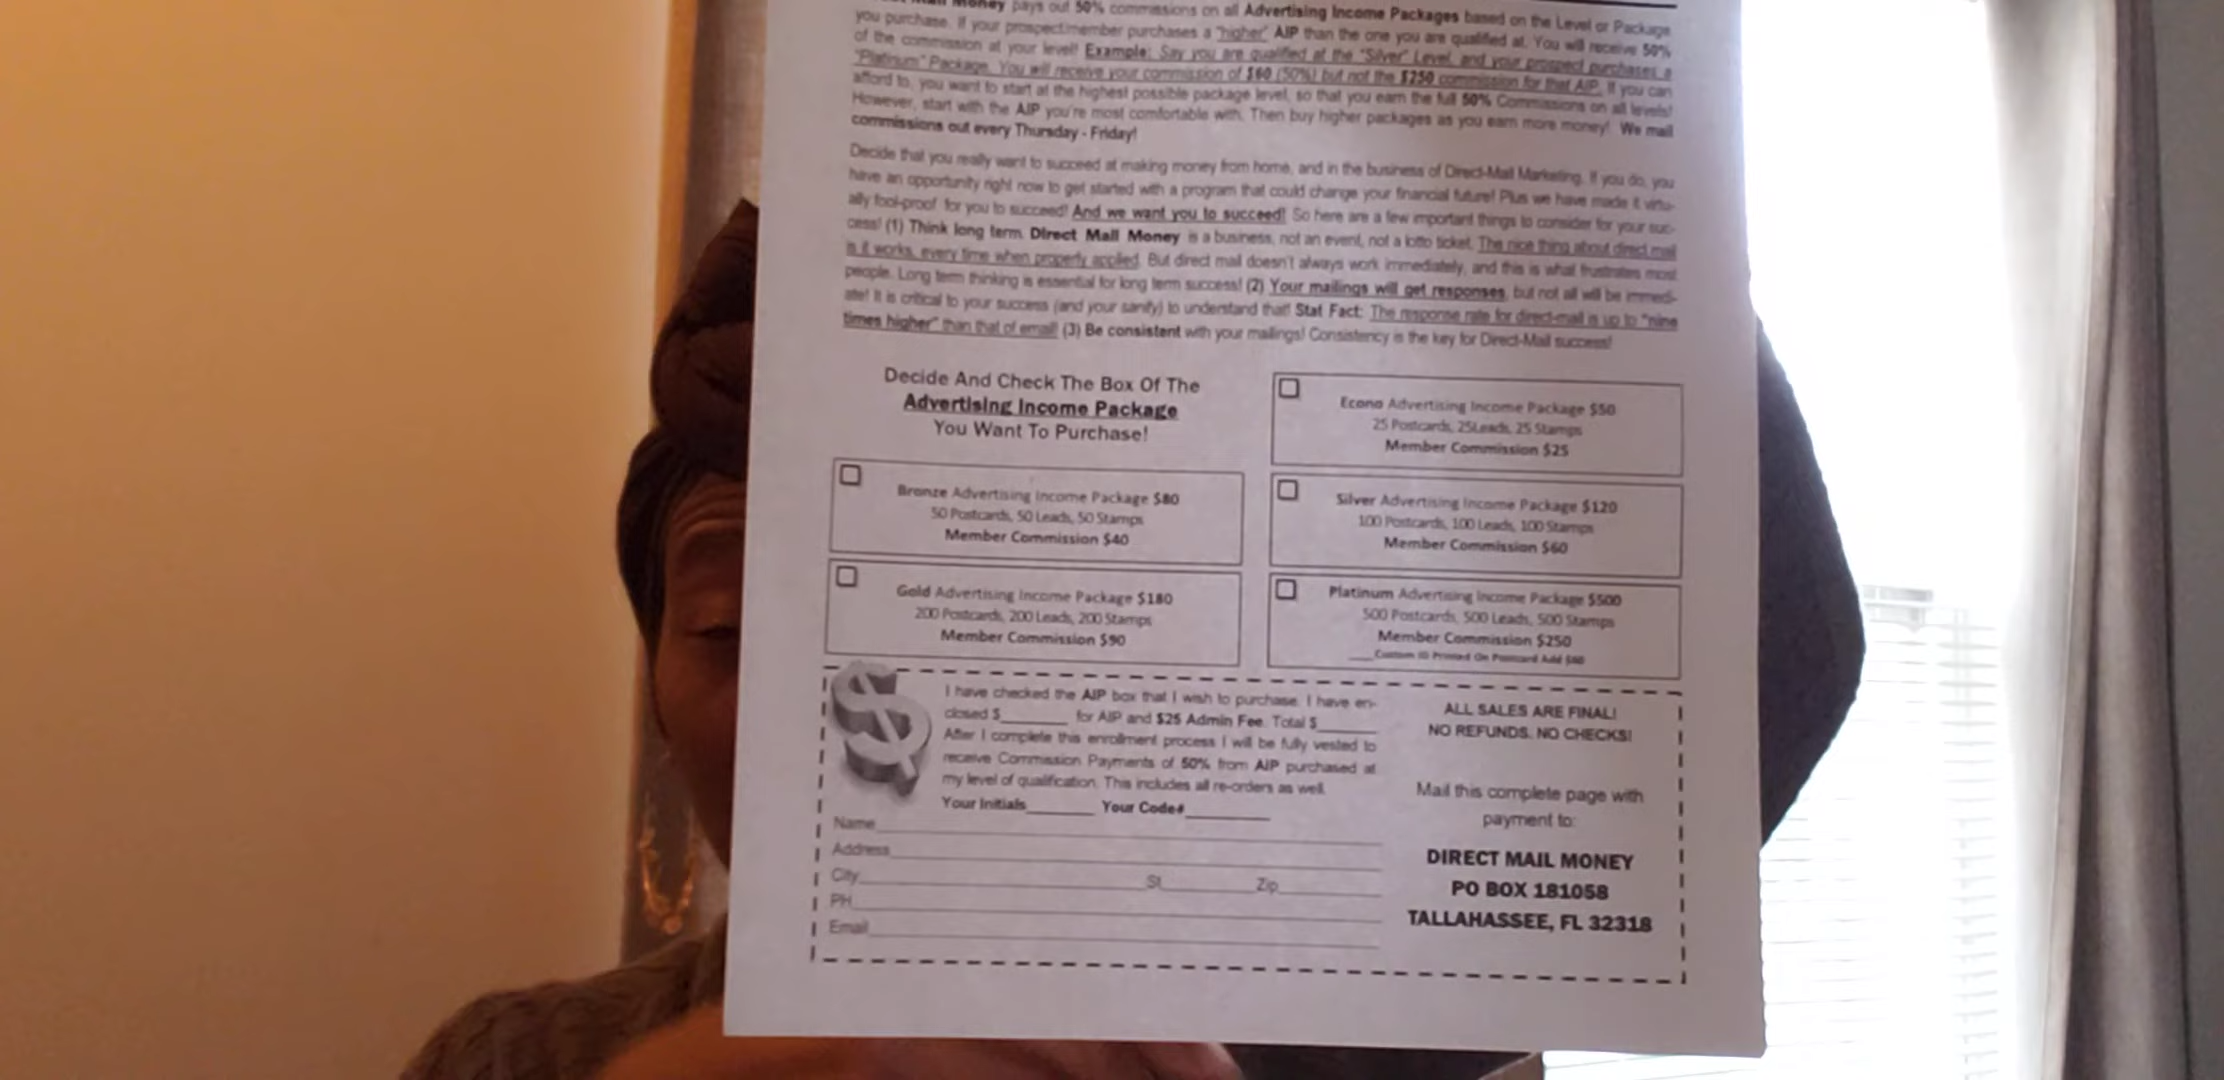 Mail Money pays out 50% commissions on all Advertising Income Packages based on the Level or Package
you purchase. If your prospect/member purchases a "higher" AIP than the one you are qualified at. You will receive 50%
of the commission at your level! Example: Say you are qualified at the "Silver" Level, and your prospect purchases a
"Platinum" Package. You will receive your commission of $60 (50%) but not the $250 commission for that AIP. If you can
afford to, you want to start at the highest possible package level, so that you earn the full 50% Commissions on all levels!
However, start with the AIP you're most comfortable with. Then buy higher packages as you earn more money! We mail
commissions out every Thursday - Friday!
Decide that you really want to succeed at making money from home, and in the business of Direct-Mail Marketing. If you do, you
have an opportunity right now to get started with a program that could change your financial future! Plus we have made it virtu-
ally fool-proof for you to succeed! And we want you to succeed! So here are a few important things to consider for your suc-
cess! (1) Think long term. Direct Mail Money is a business, not an event, not a lotto ticket. The nice thing about direct mail
is it works, every time when properly applied. But direct mail doesn't always work immediately, and this is what frustrates most
people. Long term thinking is essential for long term success! (2) Your mailings will get responses, but not all will be immedi-
ate! It is critical to your success (and your sanity) to understand that! Stat Fact: The response rate for direct-mail is up to "nine
times higher" than that of email! (3) Be consistent with your mailings! Consistency is the key for Direct-Mail success!
Decide And Check The Box Of The
Advertising Income Package
You Want To Purchase!
Econo Advertising Income Package $50
25 Postcards, 25Leads, 25 Stamps
Member Commission $25
Bronze Advertising Income Package $80
50 Postcards, 50 Leads, 50 Stamps
Member Commission $40
Silver Advertising Income Package $120
100 Postcards, 100 Leads, 100 Stamps
Member Commission $60
Gold Advertising Income Package $180
200 Postcards, 200 Leads, 200 Stamps
Member Commission $90
Platinum Advertising Income Package $500
500 Postcards, 500 Leads, 500 Stamps
Member Commission $250
____Custom ID Printed On Postcard Add
I have checked the AIP box that I wish to purchase. I have en-
closed $________ for AIP and $25 Admin Fee. Total $_______
After I complete this enrollment process I will be fully vested to
receive Commission Payments of 50% from AIP purchased at
my level of qualification. This includes all re-orders as well.
Your Initials________ Your Code#__________
Name
Address
City St Zip
PH
Email
ALL SALES ARE FINAL!
NO REFUNDS. NO CHECKS!
Mail this complete page with
payment to:
DIRECT MAIL MONEY
PO BOX 181058
TALLAHASSEE, FL 32318